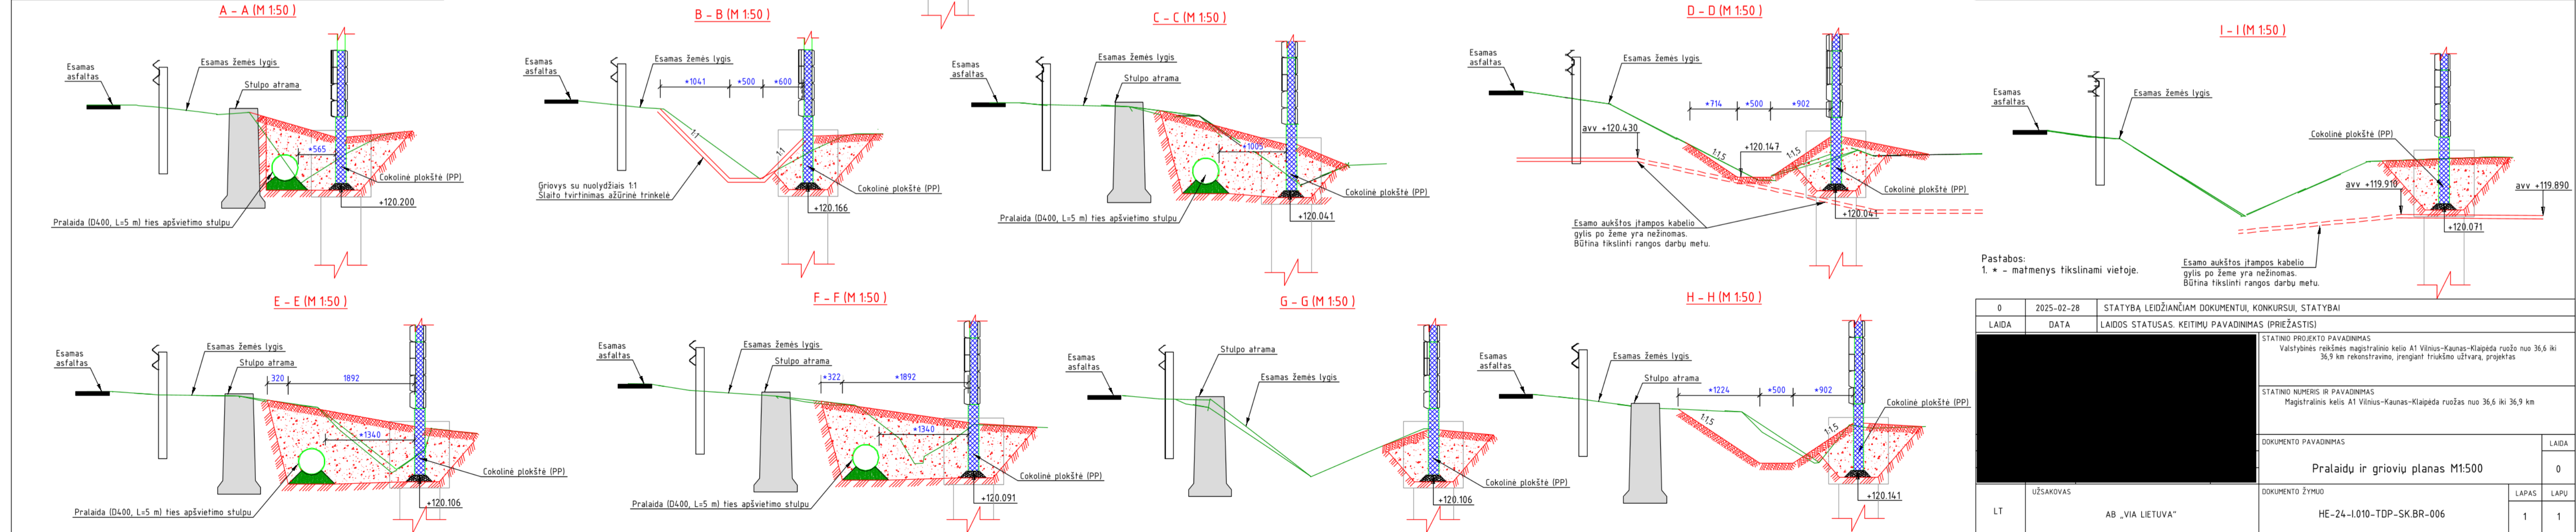 A - A (M 1:50)
Esamas
asfaltas
Esamas žemės lygis
Stulpo atrama
*565
Cokolinė plokštė (PP)
+120.200
Pralaida (D400, L=5 m) ties apšvietimo stulpu
B - B (M 1:50)
Esamas
asfaltas
Esamas žemės lygis
*1041
*500
*600
1:1
1:1
Griovys su nuolydžiais 1:1
Šlaito tvirtinimas ažūrinė trinkelė
Cokolinė plokštė (PP)
+120.166
C - C (M 1:50)
Esamas
asfaltas
Esamas žemės lygis
Stulpo atrama
*1005
Cokolinė plokštė (PP)
+120.041
Pralaida (D400, L=5 m) ties apšvietimo stulpu
D - D (M 1:50)
Esamas
asfaltas
Esamas žemės lygis
*714
*500
*902
avv +120.430
+120.147
1:1,5
1:1,5
Cokolinė plokštė (PP)
+120.041
Esamo aukštos įtampos kabelio
gylis po žeme yra nežinomas.
Būtina tikslinti rangos darbų metu.
I - I (M 1:50)
Esamas
asfaltas
Esamas žemės lygis
Cokolinė plokštė (PP)
avv +119.910
avv +119.890
+120.071
Esamo aukštos įtampos kabelio
gylis po žeme yra nežinomas.
Būtina tikslinti rangos darbų metu.
Pastabos:
1. * - matmenys tikslinami vietoje.
E - E (M 1:50)
Esamas
asfaltas
Esamas žemės lygis
Stulpo atrama
320
1892
*1340
Cokolinė plokštė (PP)
+120.106
Pralaida (D400, L=5 m) ties apšvietimo stulpu
F - F (M 1:50)
Esamas
asfaltas
Esamas žemės lygis
Stulpo atrama
*322
*1892
*1340
Cokolinė plokštė (PP)
+120.091
Pralaida (D400, L=5 m) ties apšvietimo stulpu
G - G (M 1:50)
Esamas
asfaltas
Stulpo atrama
Esamas žemės lygis
Cokolinė plokštė (PP)
+120.106
H - H (M 1:50)
Esamas
asfaltas
Esamas žemės lygis
Stulpo atrama
*1224
*500
*902
1:1,5
1:1,5
Cokolinė plokštė (PP)
+120.141
0 2025-02-28 STATYBĄ LEIDŽIANČIAM DOKUMENTUI, KONKURSUI, STATYBAI
LAIDA DATA LAIDOS STATUSAS. KEITIMŲ PAVADINIMAS (PRIEŽASTIS)
STATINIO PROJEKTO PAVADINIMAS
Valstybinės reikšmės magistralinio kelio A1 Vilnius-Kaunas-Klaipėda ruožo nuo 36,6 iki
36,9 km rekonstravimo, įrengiant triukšmo užtvarą, projektas
STATINIO NUMERIS IR PAVADINIMAS
Magistralinis kelis A1 Vilnius-Kaunas-Klaipėda ruožas nuo 36,6 iki 36,9 km
DOKUMENTO PAVADINIMAS LAIDA
Pralaidų ir griovių planas M1:500 0
LT UŽSAKOVAS
AB „VIA LIETUVA"
DOKUMENTO ŽYMUO LAPAS LAPŲ
HE-24-I.010-TDP-SK.BR-006 1 1